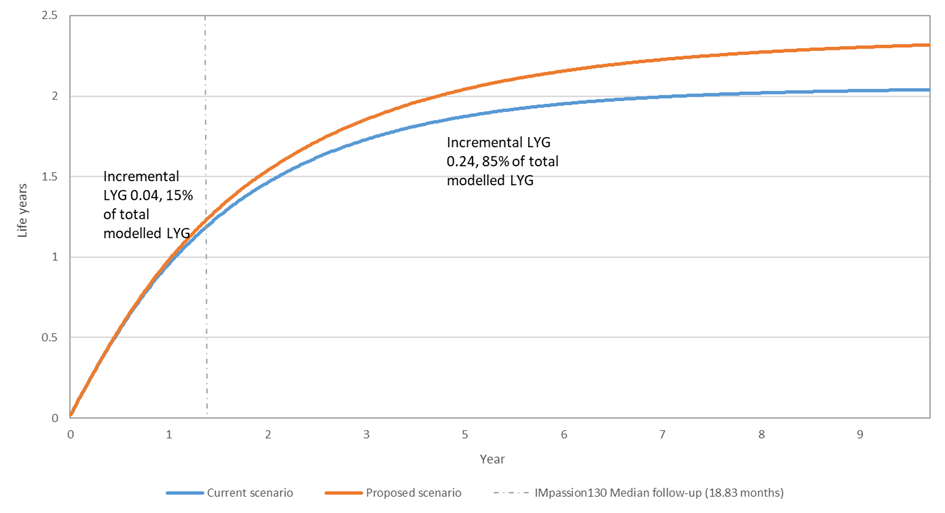 2.5
2
1.5
1
0.5
0
Life years
Incremental
LYG 0.04, 15%
of total
modelled LYG
Incremental LYG
0.24, 85% of total
modelled LYG
0 1 2 3 5 6 7 8 9
Year
Current scenario Proposed scenario IMpassion130 Median follow-up (18.83 months)